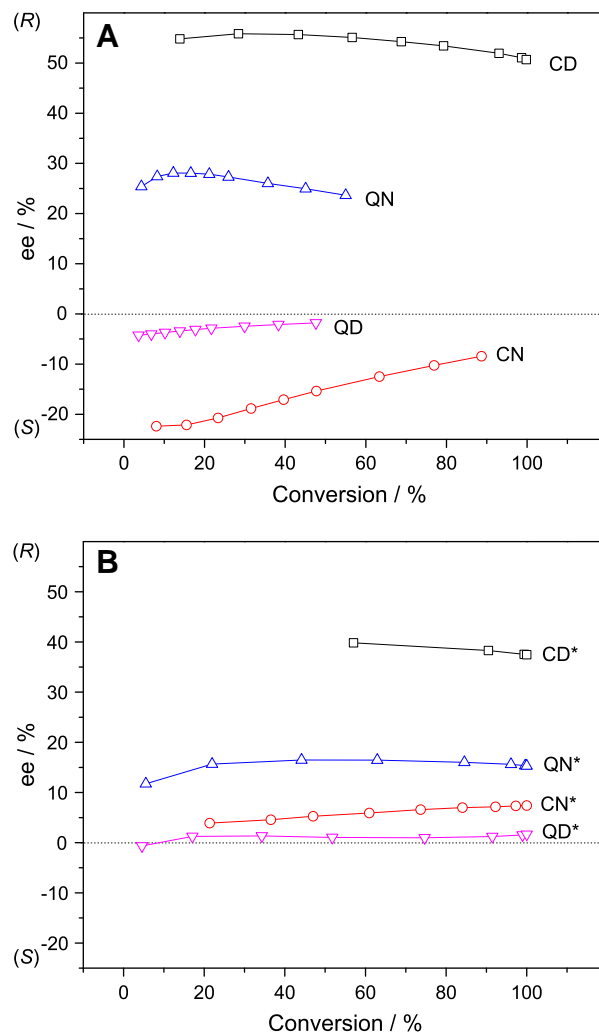 (R)
A
50
40
30
20
10
0
-10
-20
(S)
ee / %
CD
QN
QD
CN
0 20 40 60 80 100
Conversion / %
(R)
B
50
40
30
20
10
0
-10
-20
(S)
ee / %
CD*
QN*
CN*
QD*
0 20 40 60 80 100
Conversion / %